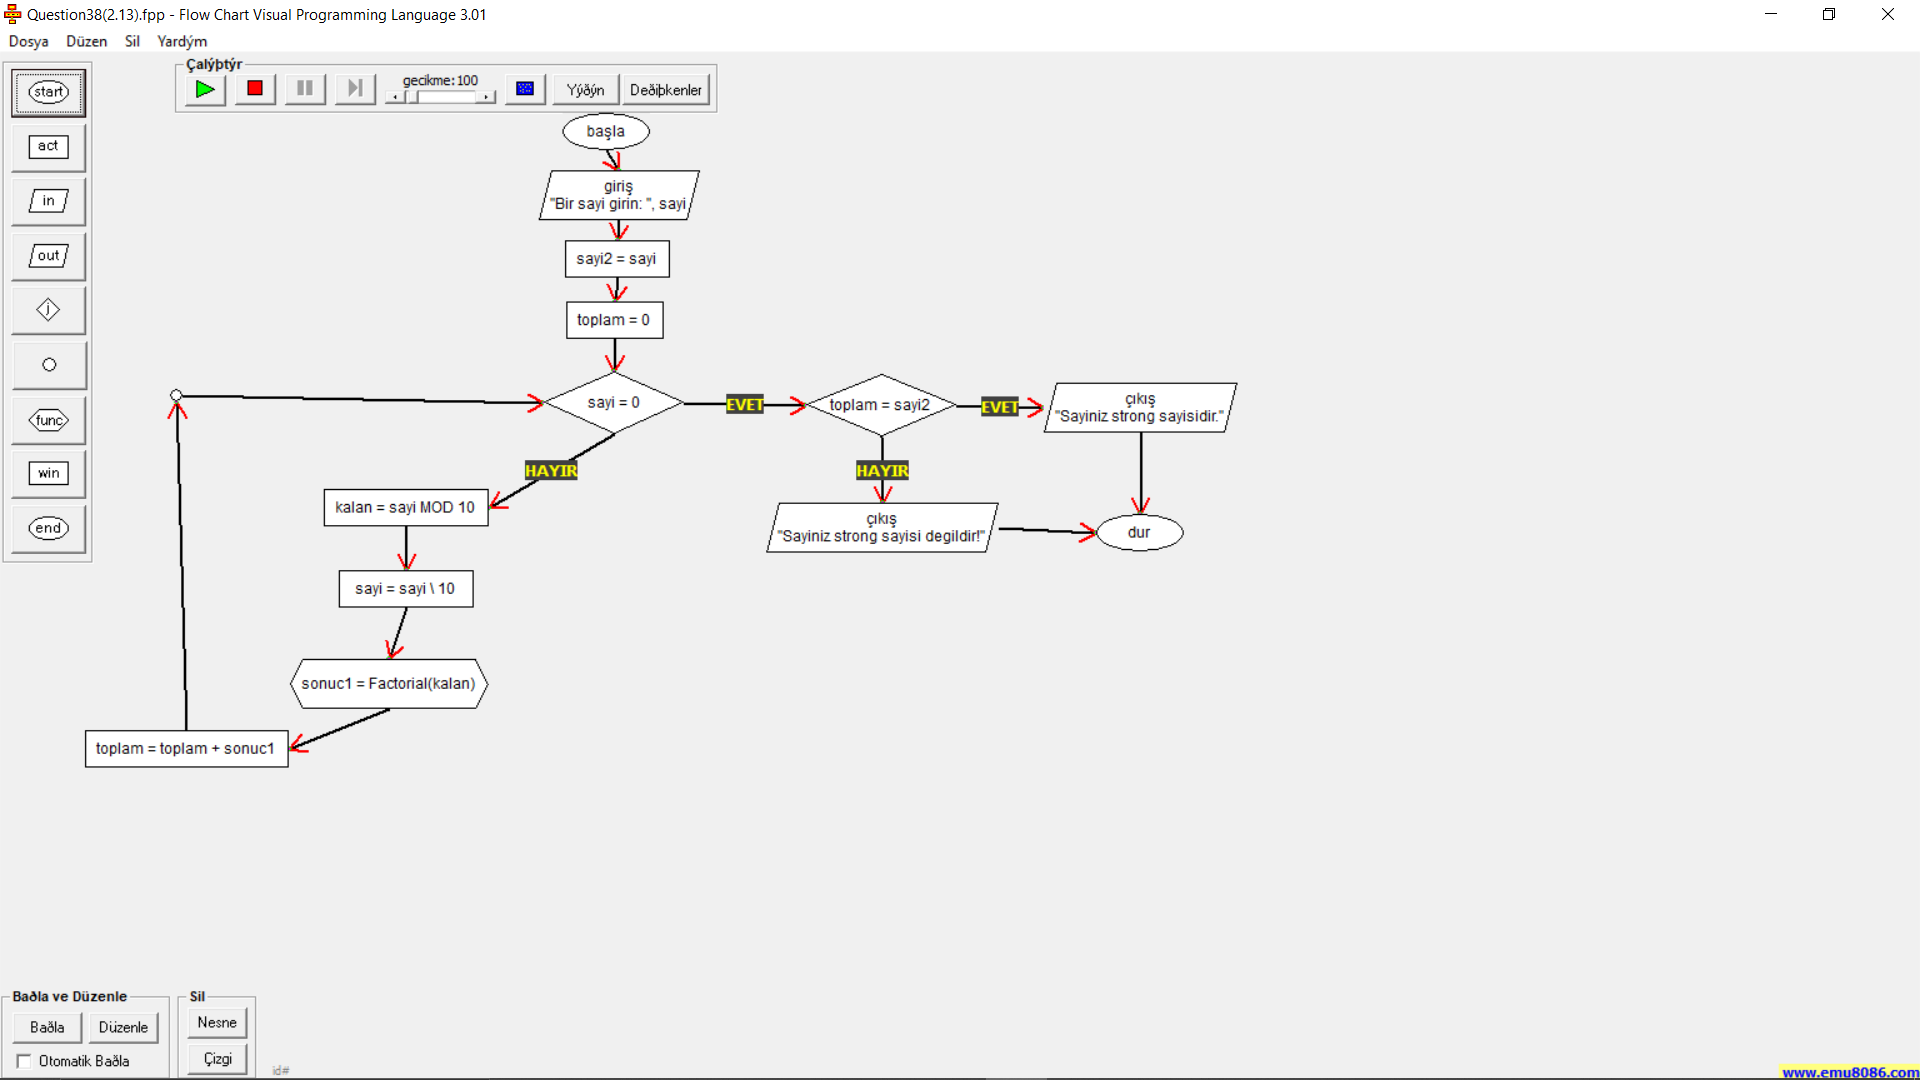 Question38(2.13).fpp - Flow Chart Visual Programming Language 3.01
Dosya Düzen Sil Yardým
Çalýþtýr
gecikme:100
Yýðýn
Deðiþkenler
start
act
in
out
j
func
win
end
başla
giriş
"Bir sayi girin: ", sayi
sayi2 = sayi
toplam = 0
sayi = 0
EVET
toplam = sayi2
EVET
çıkış
"Sayiniz strong sayisidir."
HAYIR
HAYIR
kalan = sayi MOD 10
çıkış
"Sayiniz strong sayisi degildir!"
dur
sayi = sayi \ 10
sonuc1 = Factorial(kalan)
toplam = toplam + sonuc1
Baðla ve Düzenle
Baðla
Düzenle
Otomatik Baðla
Sil
Nesne
Çizgi
id#
www.emu8086.com